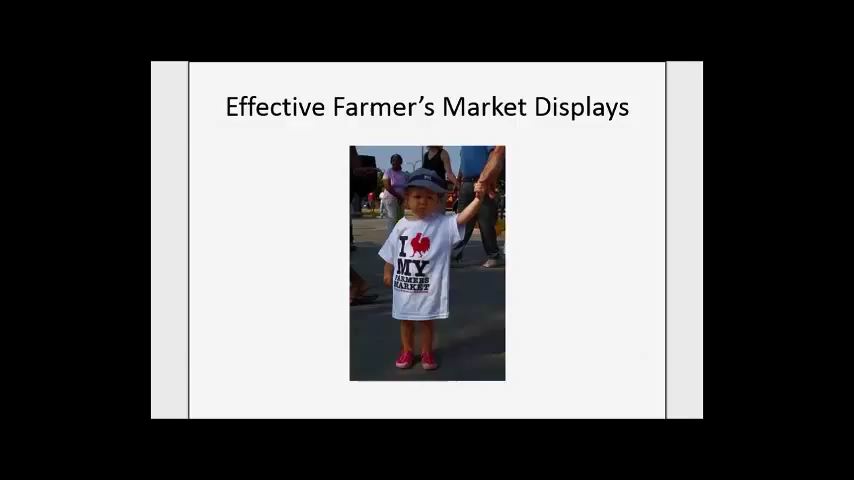 Effective Farmer's Market Displays
I
MY
FARMERS
MARKET